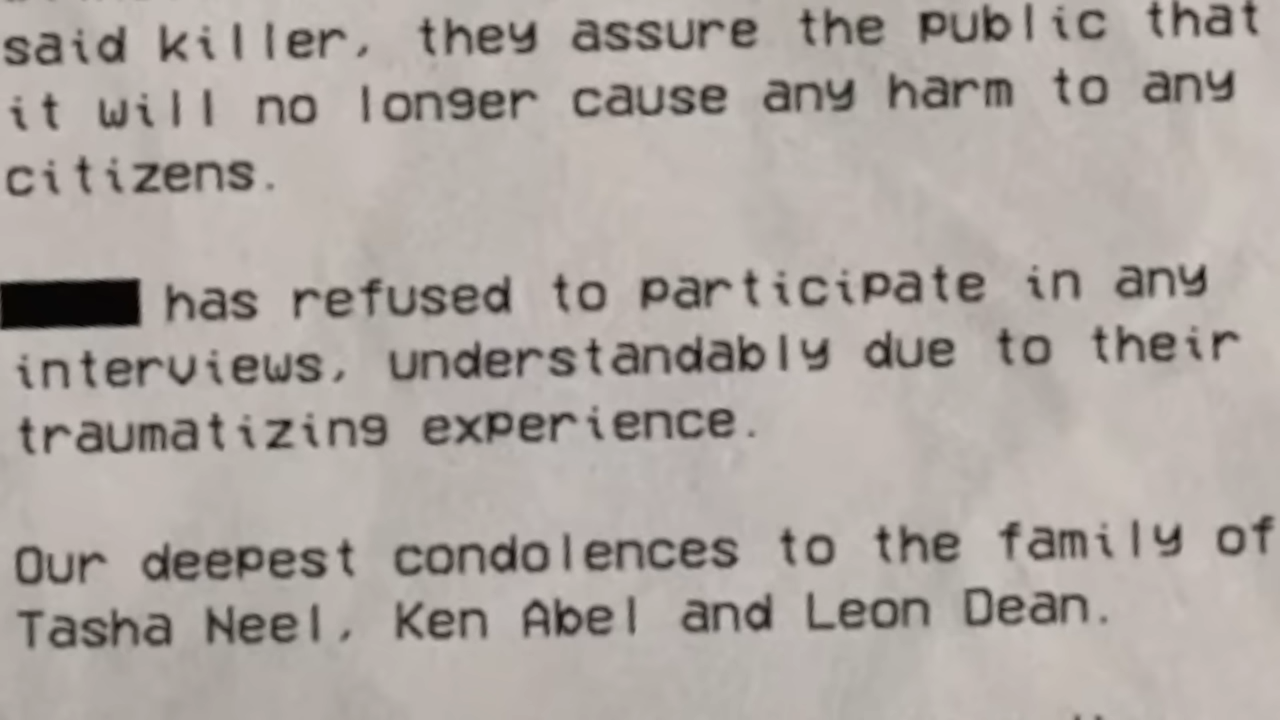 said killer, they assure the public that
it will no longer cause any harm to any
citizens.
has refused to participate in any
interviews, understandably due to their
traumatizing experience.
Our deepest condolences to the family of
Tasha Neel, Ken Abel and Leon Dean.